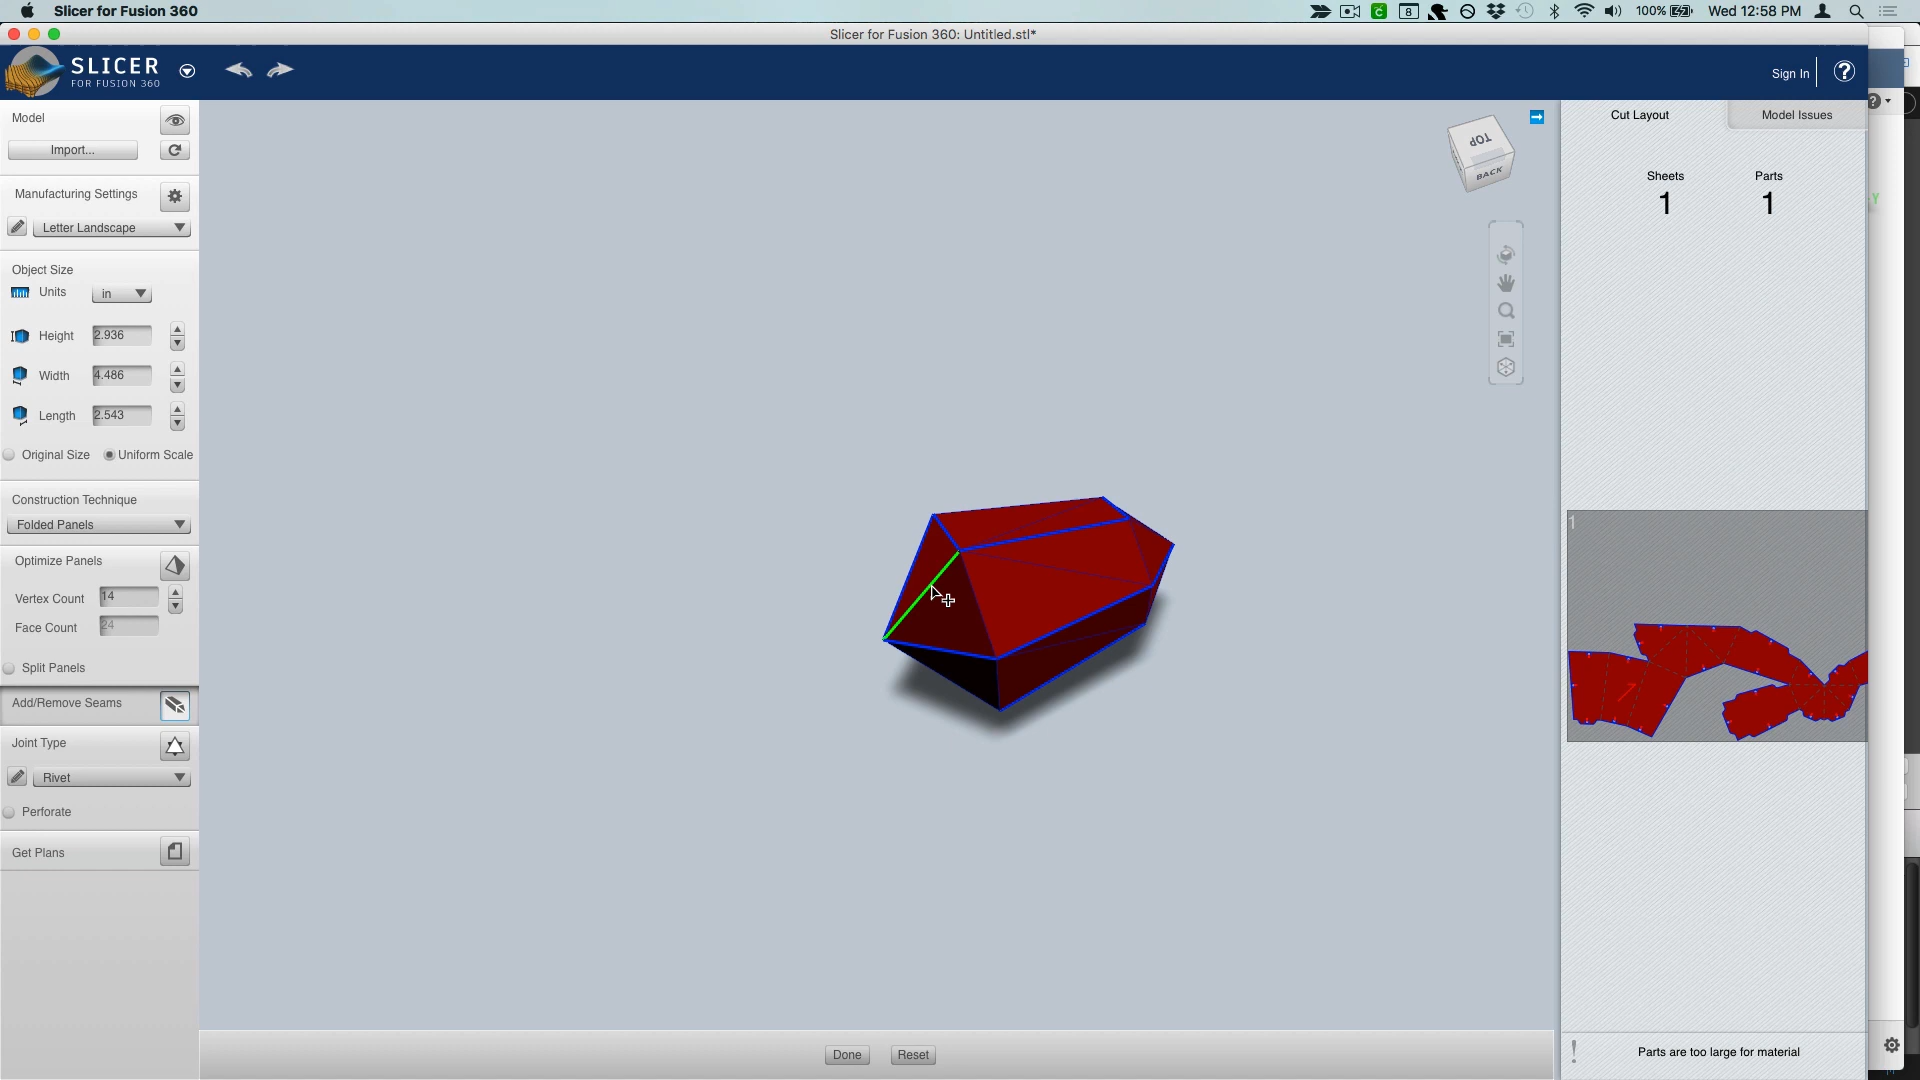 Slicer for Fusion 360
8
100%
Wed 12:58 PM
Slicer for Fusion 360: Untitled.stl*
SLICER
FOR FUSION 360
Sign In
?
Model
Import...
Manufacturing Settings
Letter Landscape
Object Size
Units
in
Height
2.936
Width
4.486
Length
2.543
Original Size
Uniform Scale
Construction Technique
Folded Panels
Optimize Panels
Vertex Count
14
Face Count
24
Split Panels
Add/Remove Seams
Joint Type
Rivet
Perforate
Get Plans
TOP
BACK
Done
Reset
Cut Layout
Model Issues
Sheets
Parts
1
1
1
1
Parts are too large for material
?
Y